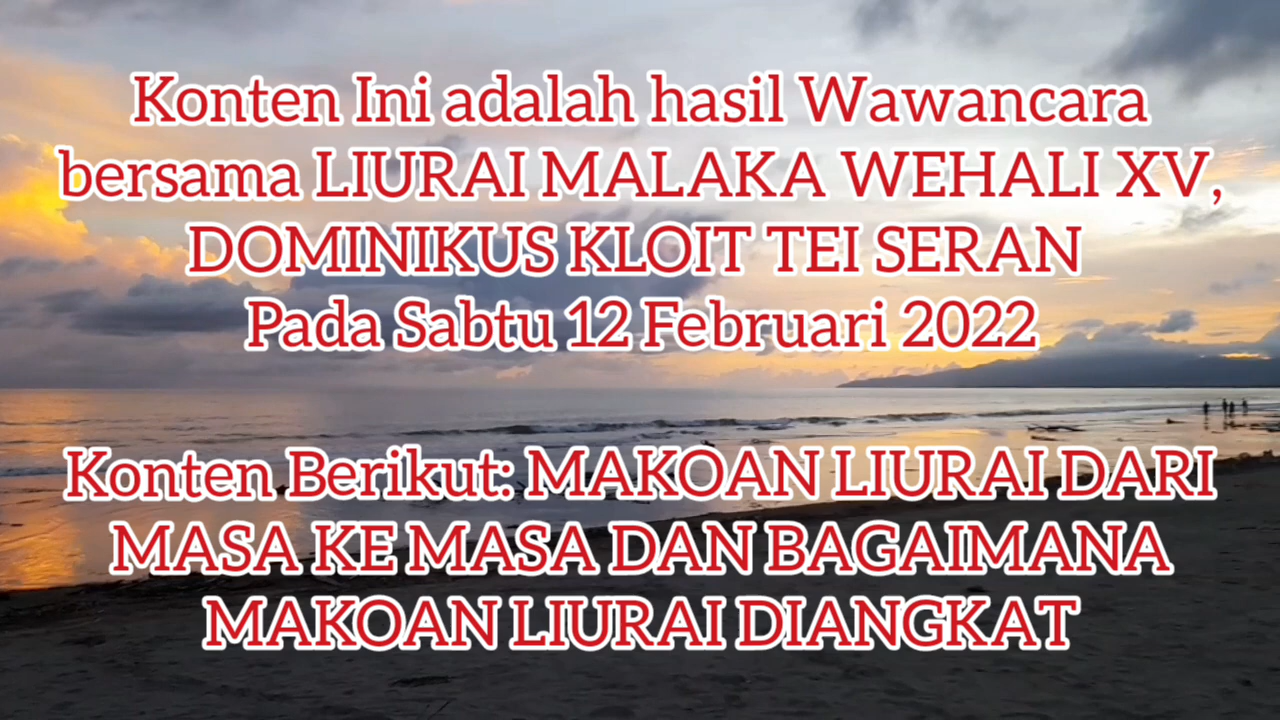 Konten Ini adalah hasil Wawancara
bersama LIURAI MALAKA WEHALI XV,
DOMINIKUS KLOIT TEI SERAN
Pada Sabtu 12 Februari 2022
Konten Berikut: MAKOAN LIURAI DARI
MASA KE MASA DAN BAGAIMANA
MAKOAN LIURAI DIANGKAT